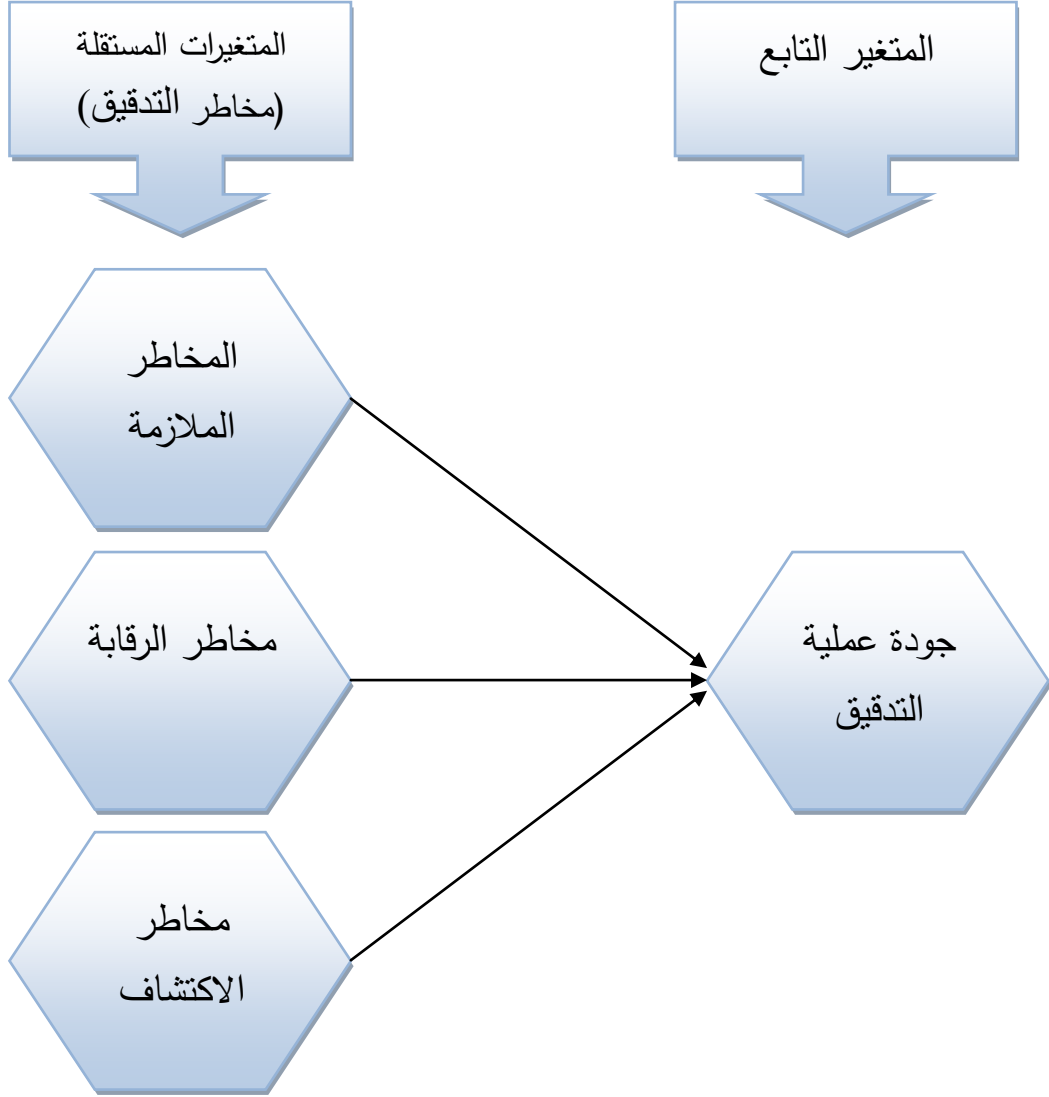 المتغيرات المستقلة
(مخاطر التدقيق)
المتغير التابع
المخاطر
الملازمة
مخاطر الرقابة
جودة عملية
التدقيق
مخاطر
الاكتشاف